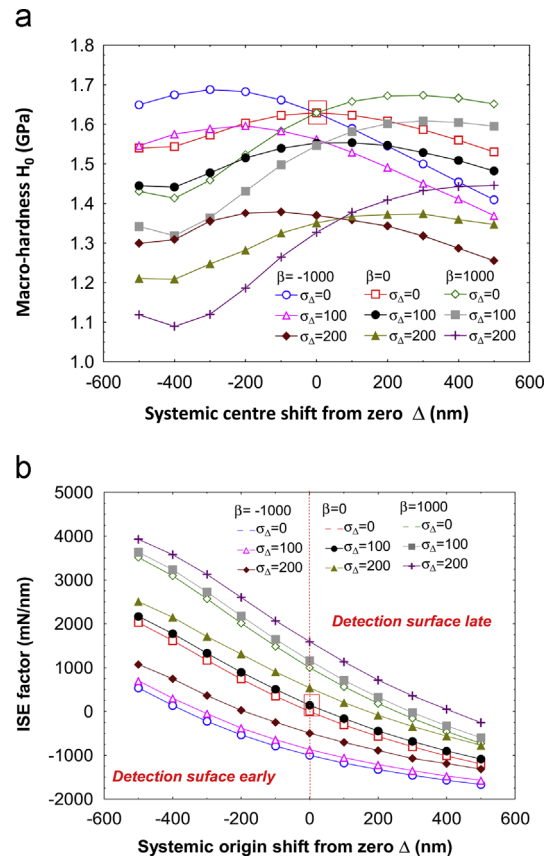 a
Macro-hardness H0 (GPa)
1.8
1.7
1.6
1.5
1.4
1.3
1.2
1.1
1.0
β= -1000 β=0 β=1000
σΔ=0 σΔ=0 σΔ=0
σΔ=100 σΔ=100 σΔ=100
σΔ=200 σΔ=200 σΔ=200
-600 -400 -200 0 200 400 600
Systemic centre shift from zero Δ (nm)
b
ISE factor (mN/nm)
5000
4000
3000
2000
1000
0
-1000
-2000
β= -1000 β=0 β=1000
σΔ=0 σΔ=0 σΔ=0
σΔ=100 σΔ=100 σΔ=100
σΔ=200 σΔ=200 σΔ=200
Detection surface late
Detection suface early
-600 -400 -200 0 200 400 600
Systemic origin shift from zero Δ (nm)